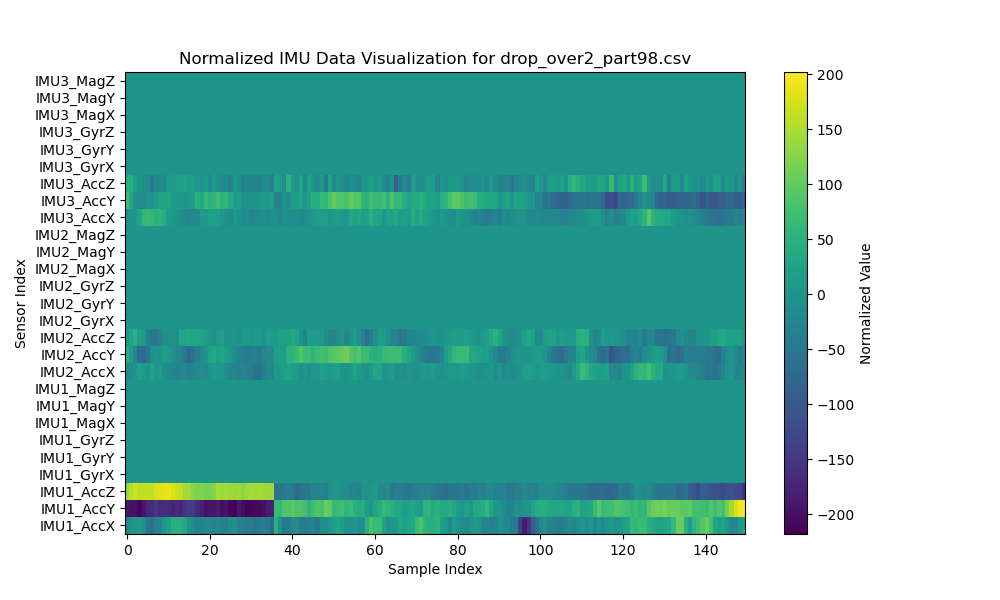 Normalized IMU Data Visualization for drop_over2_part98.csv
IMU3_MagZ
IMU3_MagY
IMU3_MagX
IMU3_GyrZ
IMU3_GyrY
IMU3_GyrX
IMU3_AccZ
IMU3_AccY
IMU3_AccX
IMU2_MagZ
IMU2_MagY
IMU2_MagX
IMU2_GyrZ
IMU2_GyrY
IMU2_GyrX
IMU2_AccZ
IMU2_AccY
IMU2_AccX
IMU1_MagZ
IMU1_MagY
IMU1_MagX
IMU1_GyrZ
IMU1_GyrY
IMU1_GyrX
IMU1_AccZ
IMU1_AccY
IMU1_AccX
Sensor Index
0 20 40 60 80 100 120 140
Sample Index
200
150
100
50
0
−50
−100
−150
−200
Normalized Value